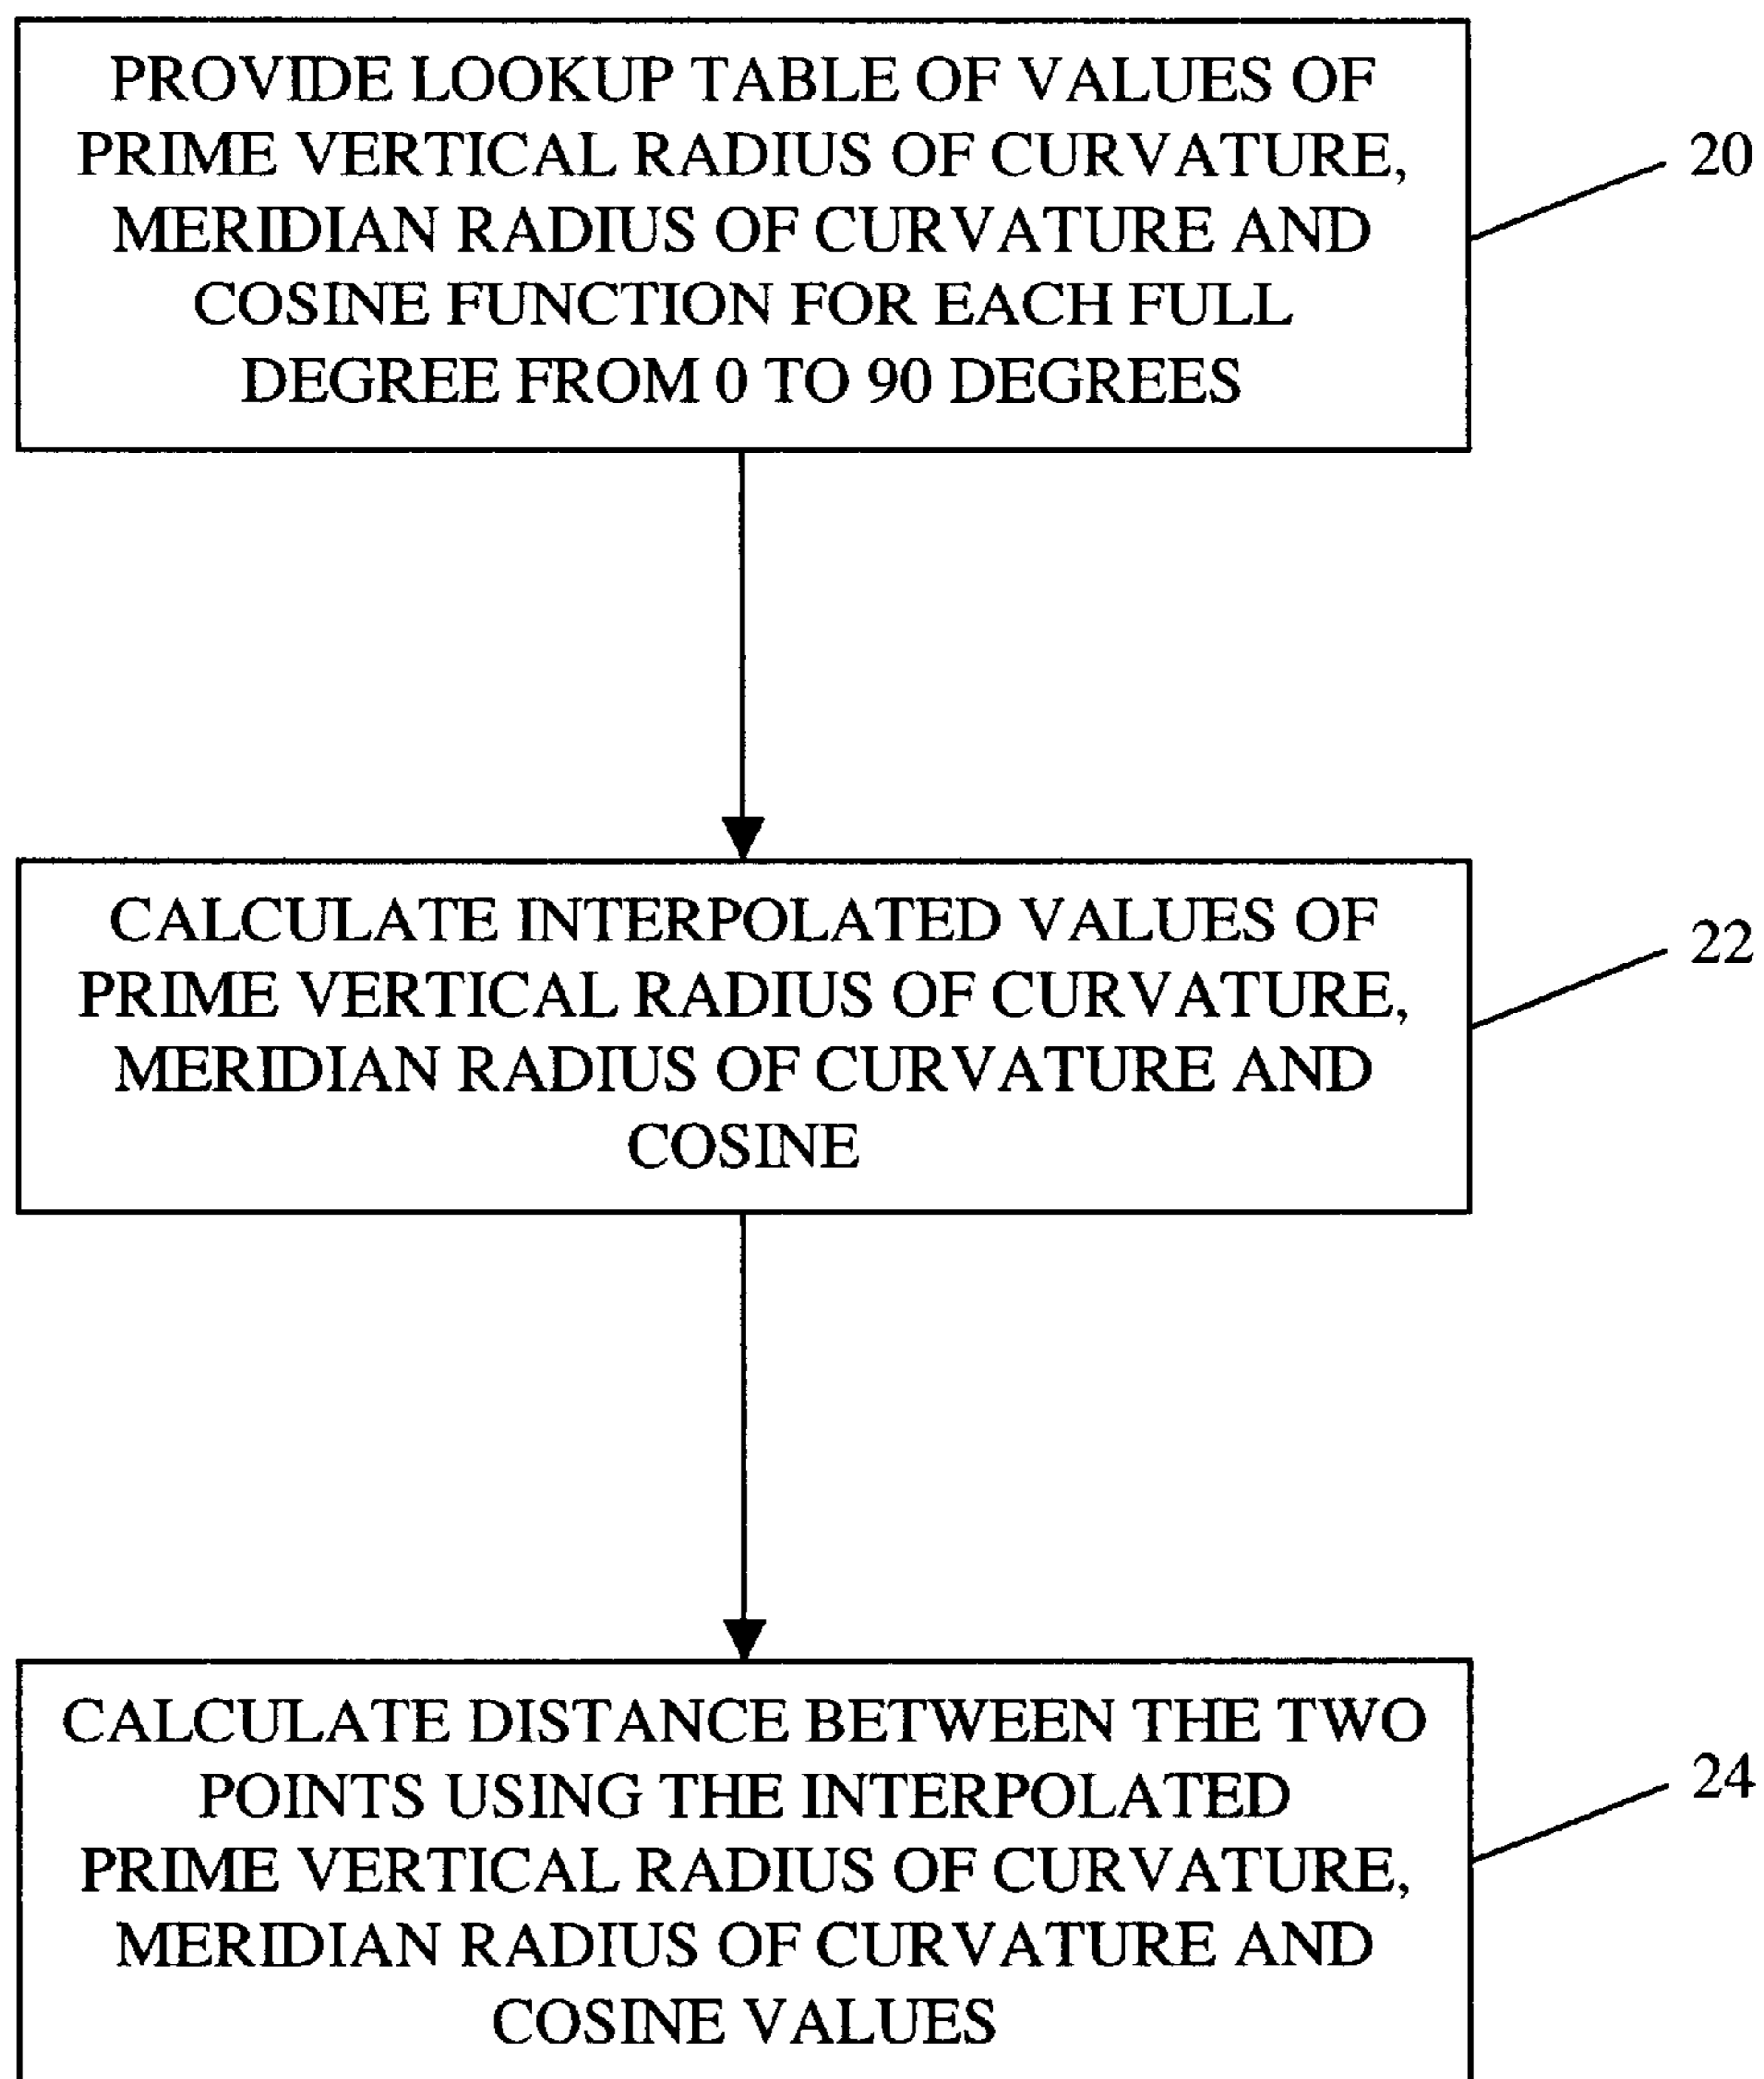 PROVIDE LOOKUP TABLE OF VALUES OF
PRIME VERTICAL RADIUS OF CURVATURE,
MERIDIAN RADIUS OF CURVATURE AND
COSINE FUNCTION FOR EACH FULL
DEGREE FROM 0 TO 90 DEGREES
20
CALCULATE INTERPOLATED VALUES OF
PRIME VERTICAL RADIUS OF CURVATURE,
MERIDIAN RADIUS OF CURVATURE AND
COSINE
22
CALCULATE DISTANCE BETWEEN THE TWO
POINTS USING THE INTERPOLATED
PRIME VERTICAL RADIUS OF CURVATURE,
MERIDIAN RADIUS OF CURVATURE AND
COSINE VALUES
24